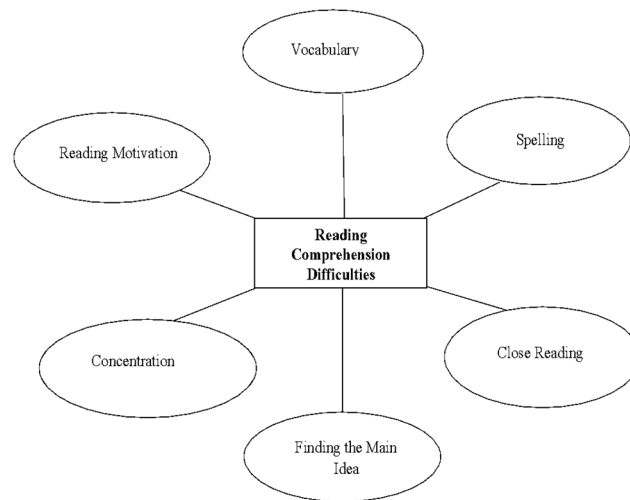 Vocabulary
Reading Motivation
Spelling
Reading
Comprehension
Difficulties
Concentration
Close Reading
Finding the Main
Idea